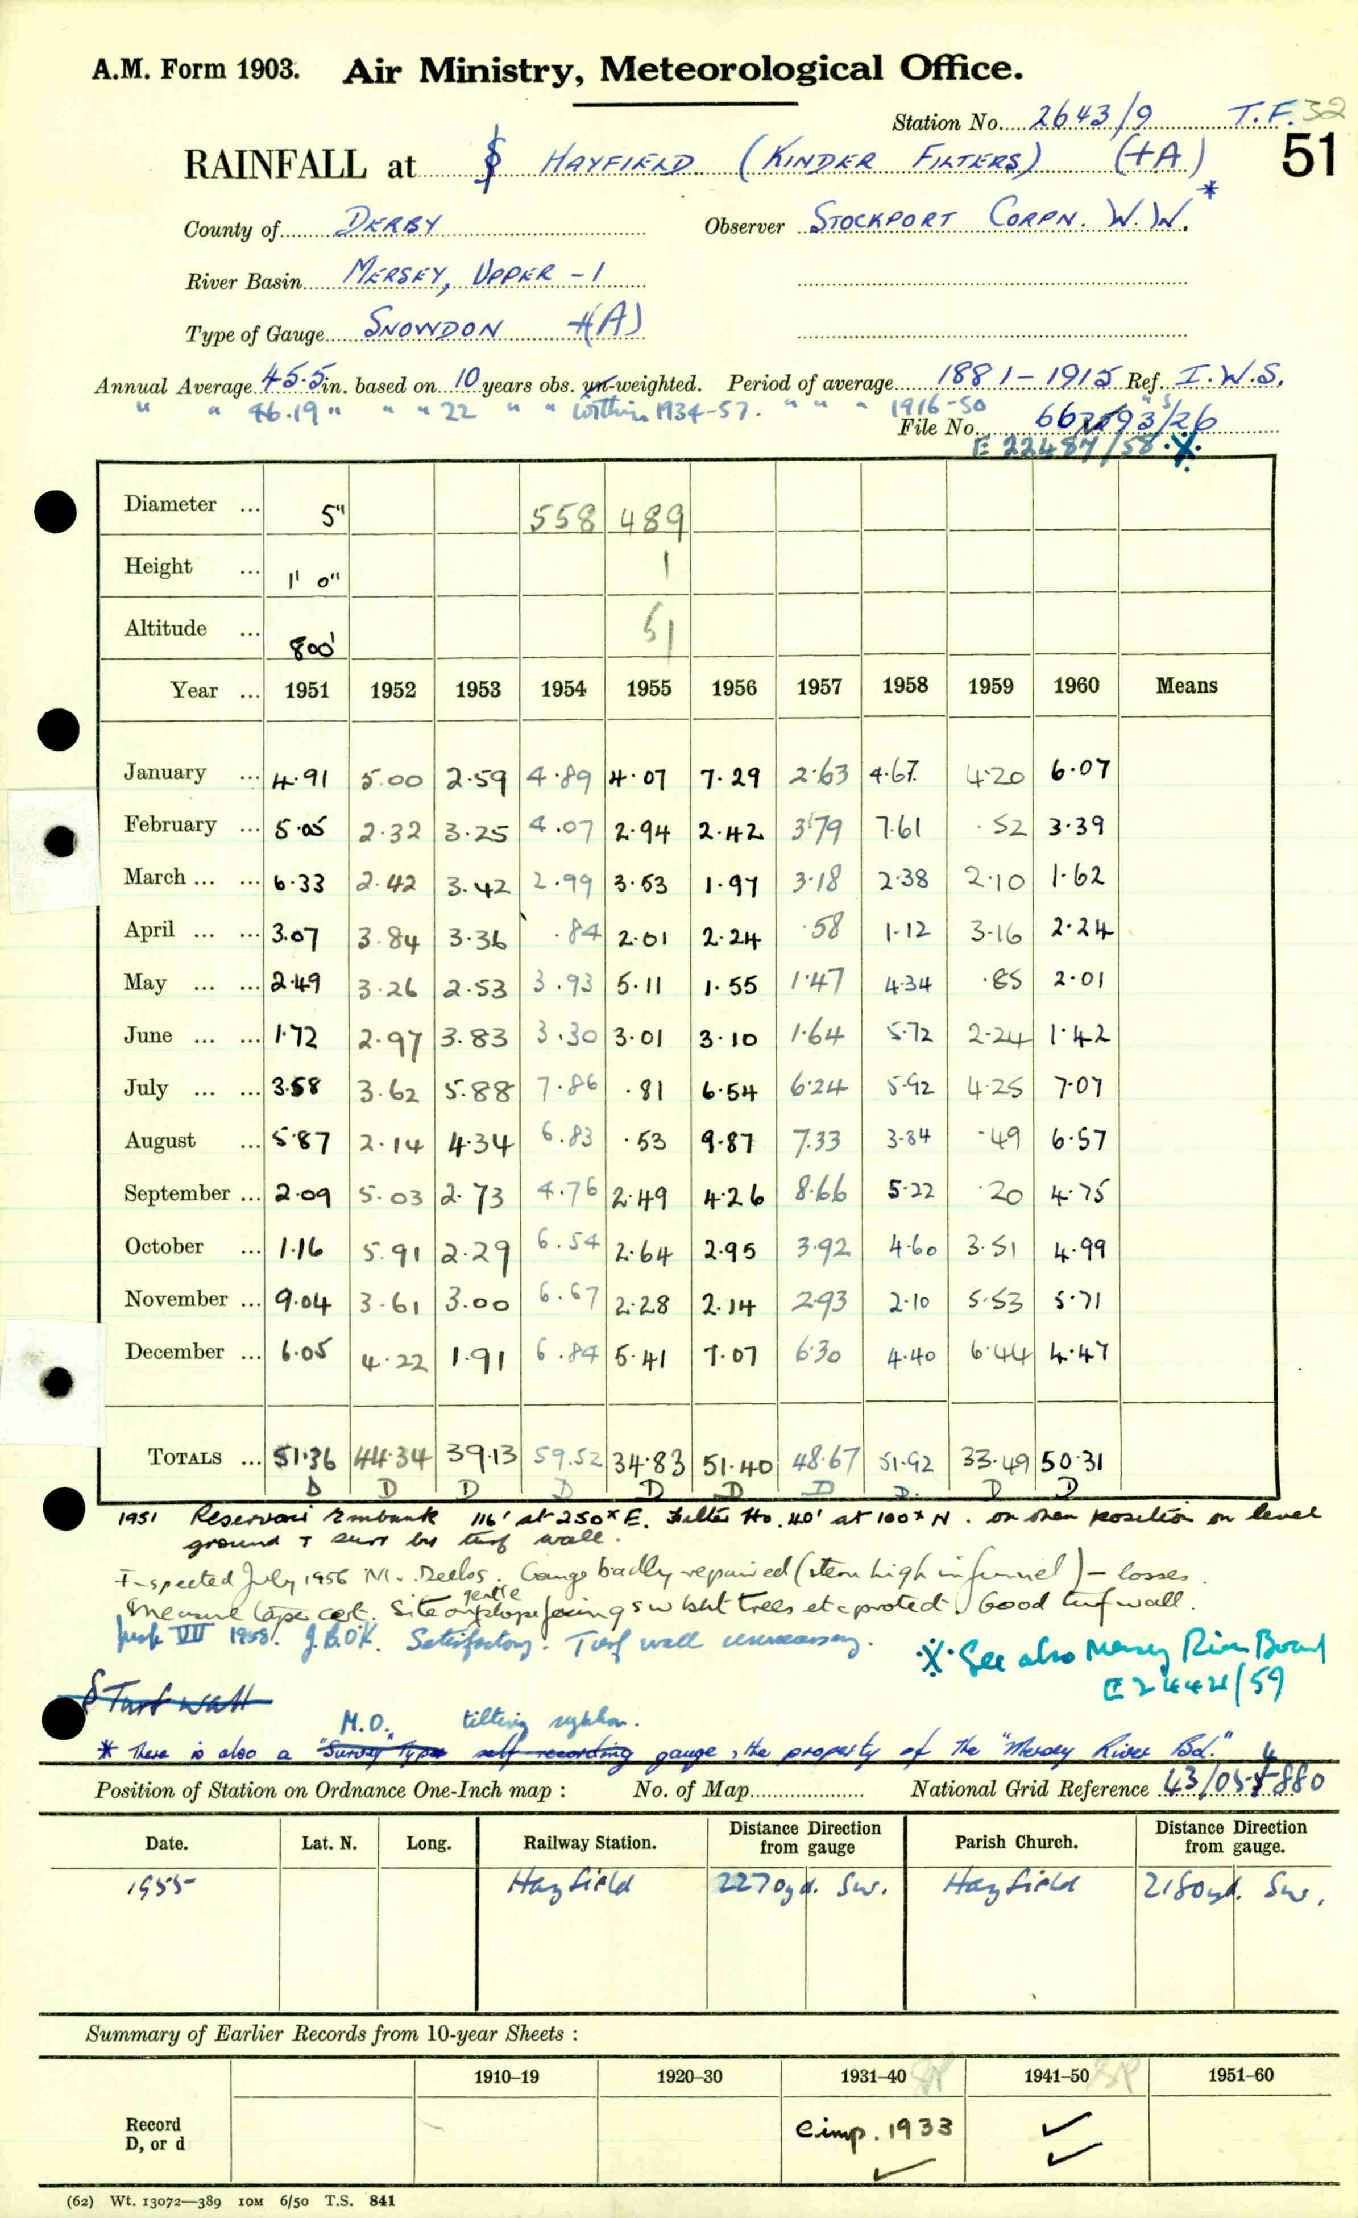 A.M. Form 1903. Air Ministry, Meteorological Office.
Station No. 2643/9 T.F. 32
RAINFALL at HAYFIELD (KINDER FILTERS) (+A) 51
County of DERBY Observer STOCKPORT CORPN. W.W. *
River Basin MERSEY, UPPER - 1
Type of Gauge SNOWDON +(A)
Annual Average 45.5 in. based on 10 years obs. un-weighted. Period of average 1881-1915 Ref. I.W.S.
" " 46.19 " " " 22 " " within 1934-57. " " " 1916-50
File No. 
E 22487/58 ※
Diameter ... 5" 558 489
Height ... 1' 0" 1
Altitude ... 800' 51
Year ... 1951 1952 1953 1954 1955 1956 1957 1958 1959 1960 Means
January ... 4.91 5.00 2.59 4.89 4.07 7.29 2.63 4.67 4.20 6.07
February ... 5.05 2.32 3.25 4.07 2.94 2.42 3.79 7.61 .52 3.39
March ... ... 6.33 2.42 3.42 2.99 3.53 1.97 3.18 2.38 2.10 1.62
April ... ... 3.07 3.84 3.36 .84 2.01 2.24 .58 1.12 3.16 2.24
May ... ... 2.49 3.26 2.53 3.93 5.11 1.55 1.47 4.34 .85 2.01
June ... ... 1.72 2.97 3.83 3.30 3.01 3.10 1.64 5.72 2.24 1.42
July ... ... 3.58 3.62 5.88 7.86 .81 6.54 6.24 5.92 4.25 7.07
August ... 5.87 2.14 4.34 6.83 .53 9.87 7.33 3.84 .49 6.57
September ... 2.09 5.03 2.73 4.76 2.49 4.26 8.66 5.22 .20 4.75
October ... 1.16 5.91 2.29 6.54 2.64 2.95 3.92 4.60 3.51 4.99
November ... 9.04 3.61 3.00 6.67 2.28 2.14 2.93 2.10 5.53 5.71
December ... 6.05 4.22 1.91 6.84 5.41 7.07 6.30 4.40 6.44 4.47
TOTALS ... 51.36 44.34 39.13 59.52 34.83 51.40 48.67 51.92 33.49 50.31
D D D D D D D D. D D
1951 Reservoir Embank 116' at 250x E. Filter Ho. 40' at 100x N. on open position on level
ground + surr by turf wall.
Inspected July 1956 Gauge badly repaired (stem high in funnel) - losses.
Measure tapes cert. Site on gentle slope facing SW but trees etc protect. Good turf wall.
Insp VII 1958. Satisfactory. Turf wall unnecessary.
※ See also Mersey River Board
E 2442/59
Turf wall
M.O. tilting syphon.
* There is also a "Survey" Type self recording gauge, the property of the "Mersey River Bd."
Position of Station on Ordnance One-Inch map : No. of Map National Grid Reference 43/054880
Date. Lat. N. Long. Railway Station. Distance from Direction gauge Parish Church. Distance from Direction gauge.
1955 Hayfield 2270yd. SW. Hayfield 2180yd. SW.
Summary of Earlier Records from 10-year Sheets :
1910–19 1920–30 1931–40 1941–50 1951–60
Record
D, or d
Comp. 1933 ✓ ✓ ✓
(62) Wt. 13072—389 10M 6/50 T.S. 841